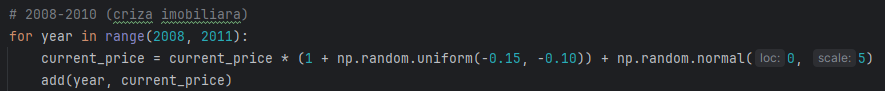 # 2008-2010 (criza imobiliara)
for year in range(2008, 2011):
    current_price = current_price * (1 + np.random.uniform(-0.15, -0.10)) + np.random.normal( loc: 0, scale: 5)
    add(year, current_price)